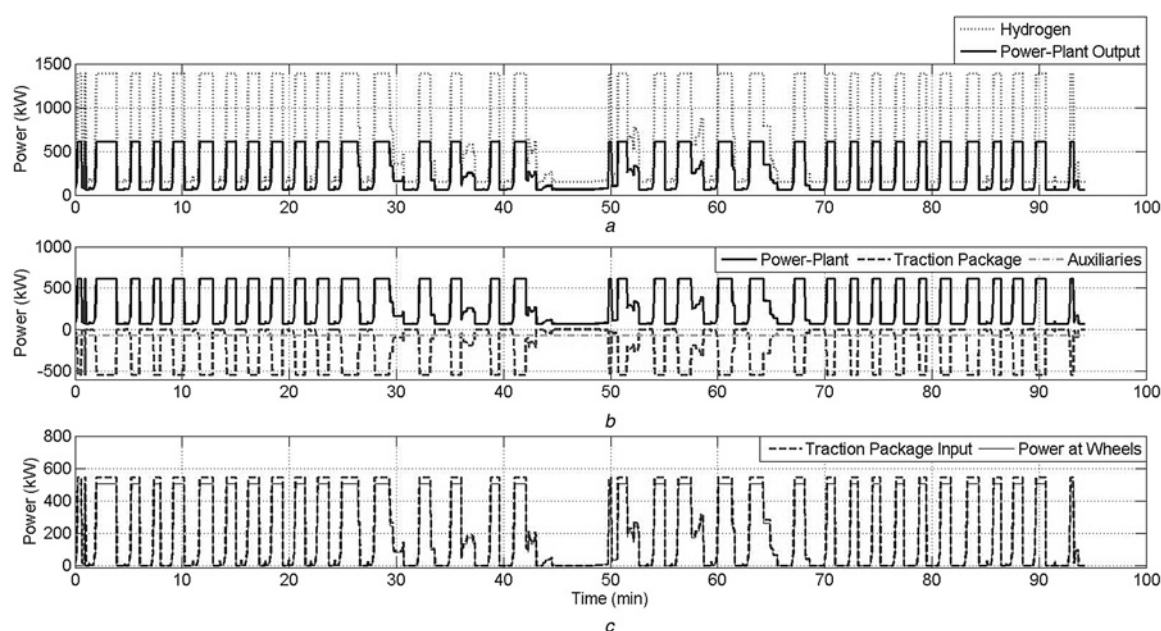 Hydrogen
Power-Plant Output
1500
1000
500
0
Power (kW)
0 10 20 30 40 50 60 70 80 90 100
a
1000
500
0
-500
Power (kW)
Power-Plant Traction Package Auxiliaries
0 10 20 30 40 50 60 70 80 90 100
b
800
600
400
200
0
Power (kW)
Traction Package Input Power at Wheels
0 10 20 30 40 50 60 70 80 90 100
Time (min)
c